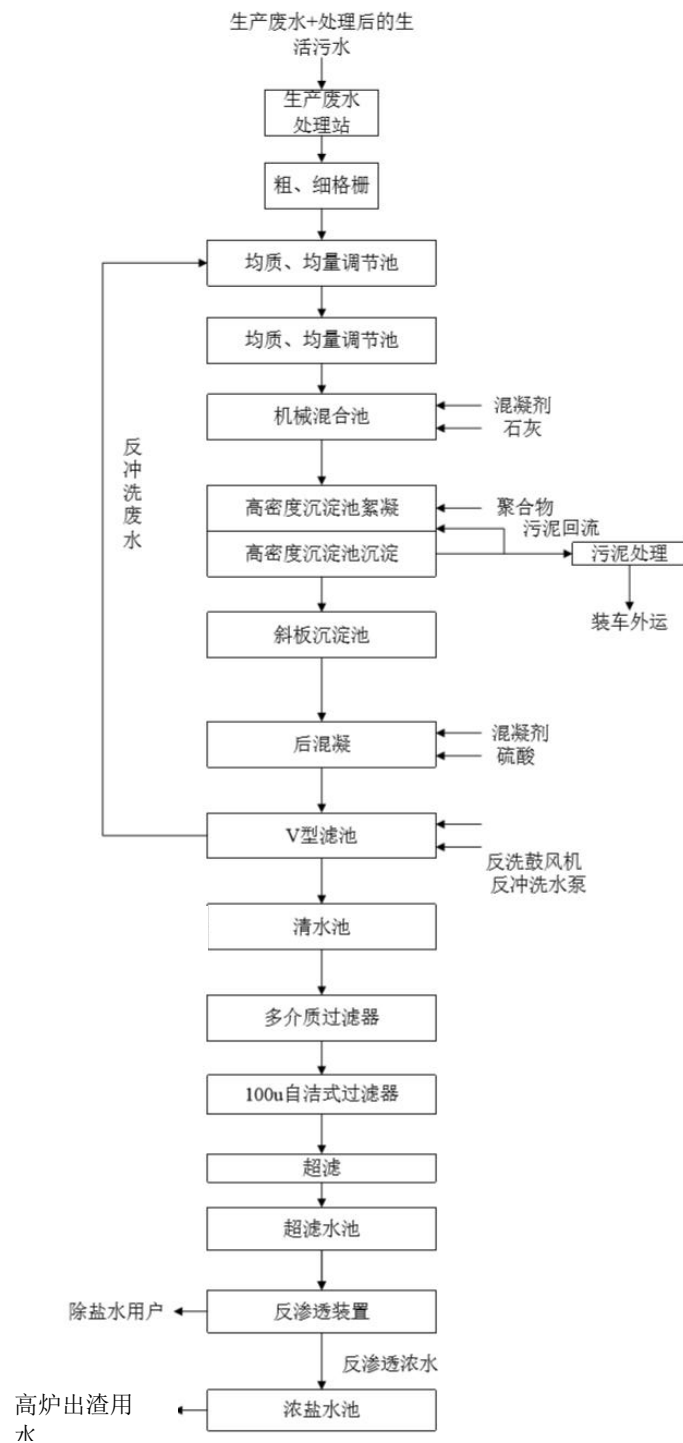 生产废水+处理后的生
活污水
生产废水
处理站
粗、细格栅
均质、均量调节池
均质、均量调节池
机械混合池
混凝剂
石灰
反
冲
洗
废
水
高密度沉淀池絮凝
聚合物
污泥回流
高密度沉淀池沉淀
污泥处理
装车外运
斜板沉淀池
后混凝
混凝剂
硫酸
V型滤池
反洗鼓风机
反冲洗水泵
清水池
多介质过滤器
100u自洁式过滤器
超滤
超滤水池
除盐水用户
反渗透装置
反渗透浓水
高炉出渣用
水
浓盐水池